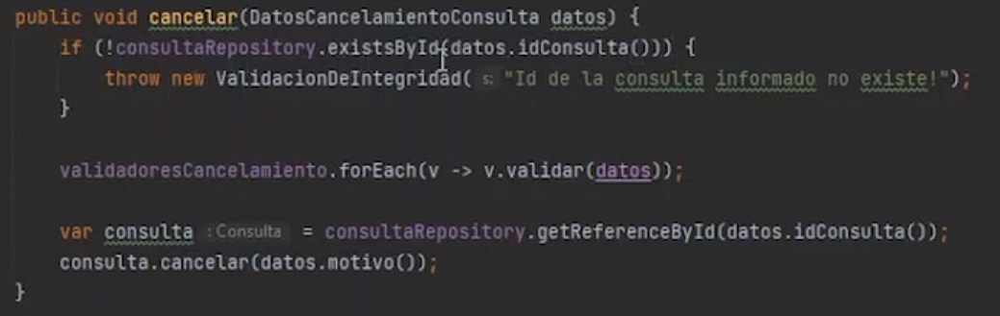 public void cancelar(DatosCancelamientoConsulta datos) {
if (!consultaRepository.existsById(datos.idConsulta())) {
throw new ValidacionDeIntegridad( s: "Id de la consulta informado no existe!");
}
validadoresCancelamiento.forEach(v -> v.validar(datos));
var consulta : Consulta = consultaRepository.getReferenceById(datos.idConsulta());
consulta.cancelar(datos.motivo());
}